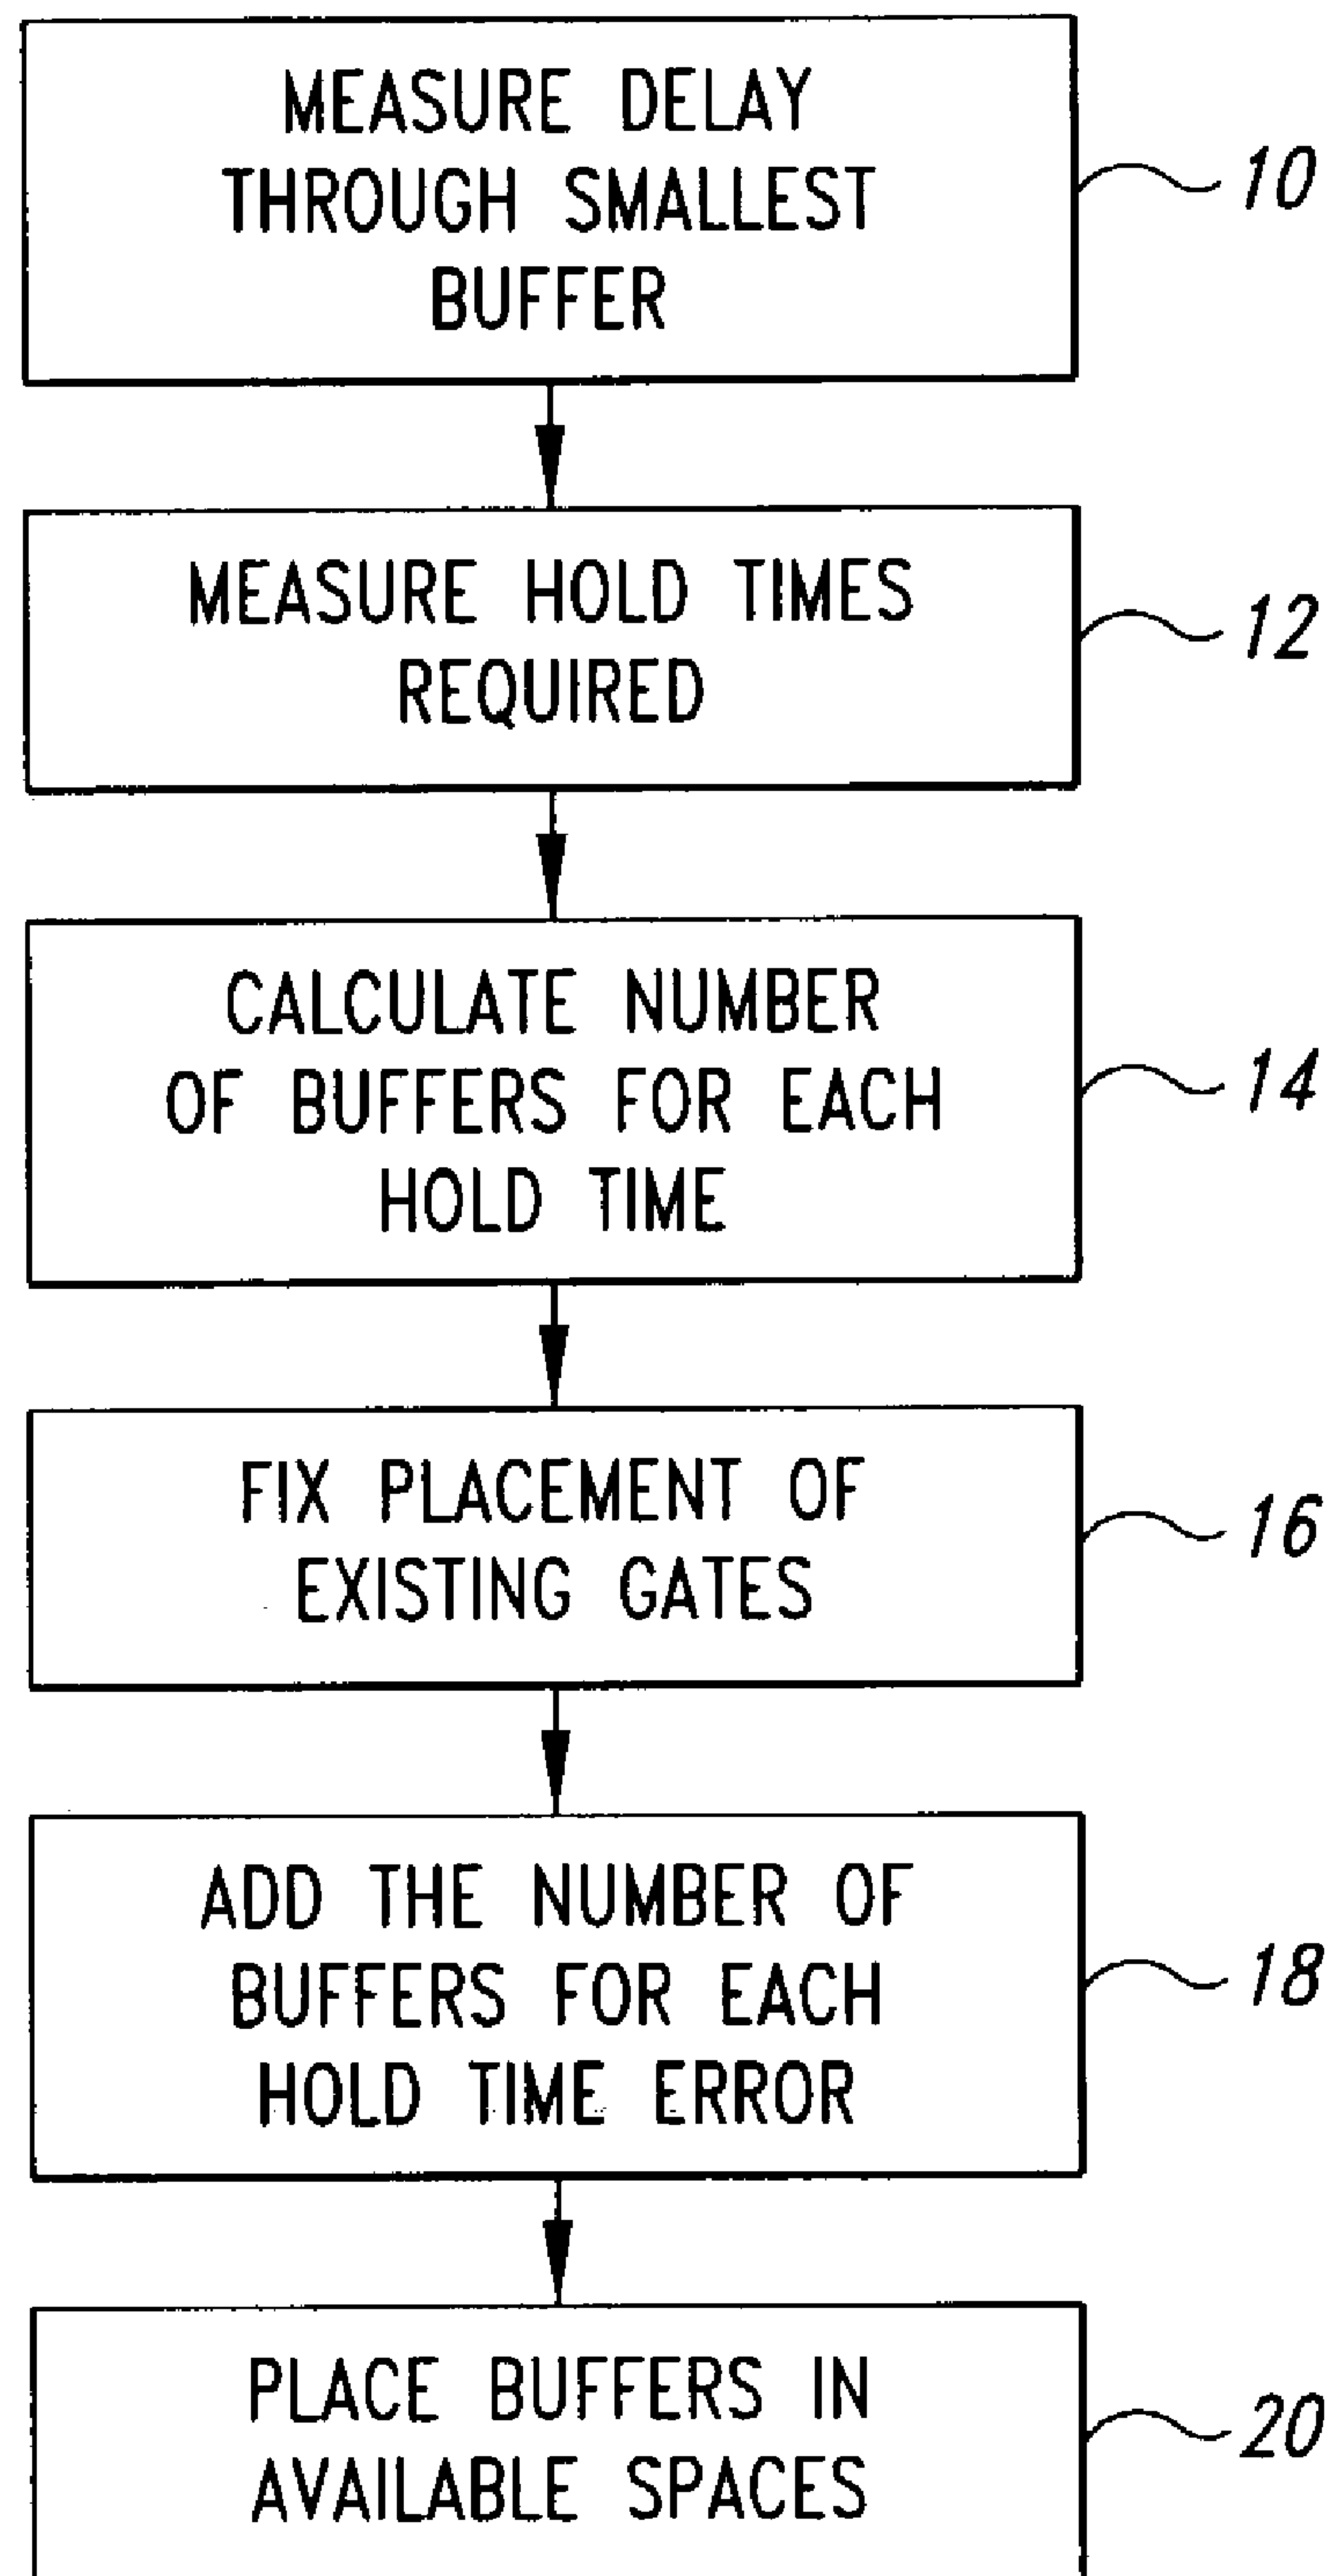 MEASURE DELAY
THROUGH SMALLEST
BUFFER
10
MEASURE HOLD TIMES
REQUIRED
12
CALCULATE NUMBER
OF BUFFERS FOR EACH
HOLD TIME
14
FIX PLACEMENT OF
EXISTING GATES
16
ADD THE NUMBER OF
BUFFERS FOR EACH
HOLD TIME ERROR
18
PLACE BUFFERS IN
AVAILABLE SPACES
20